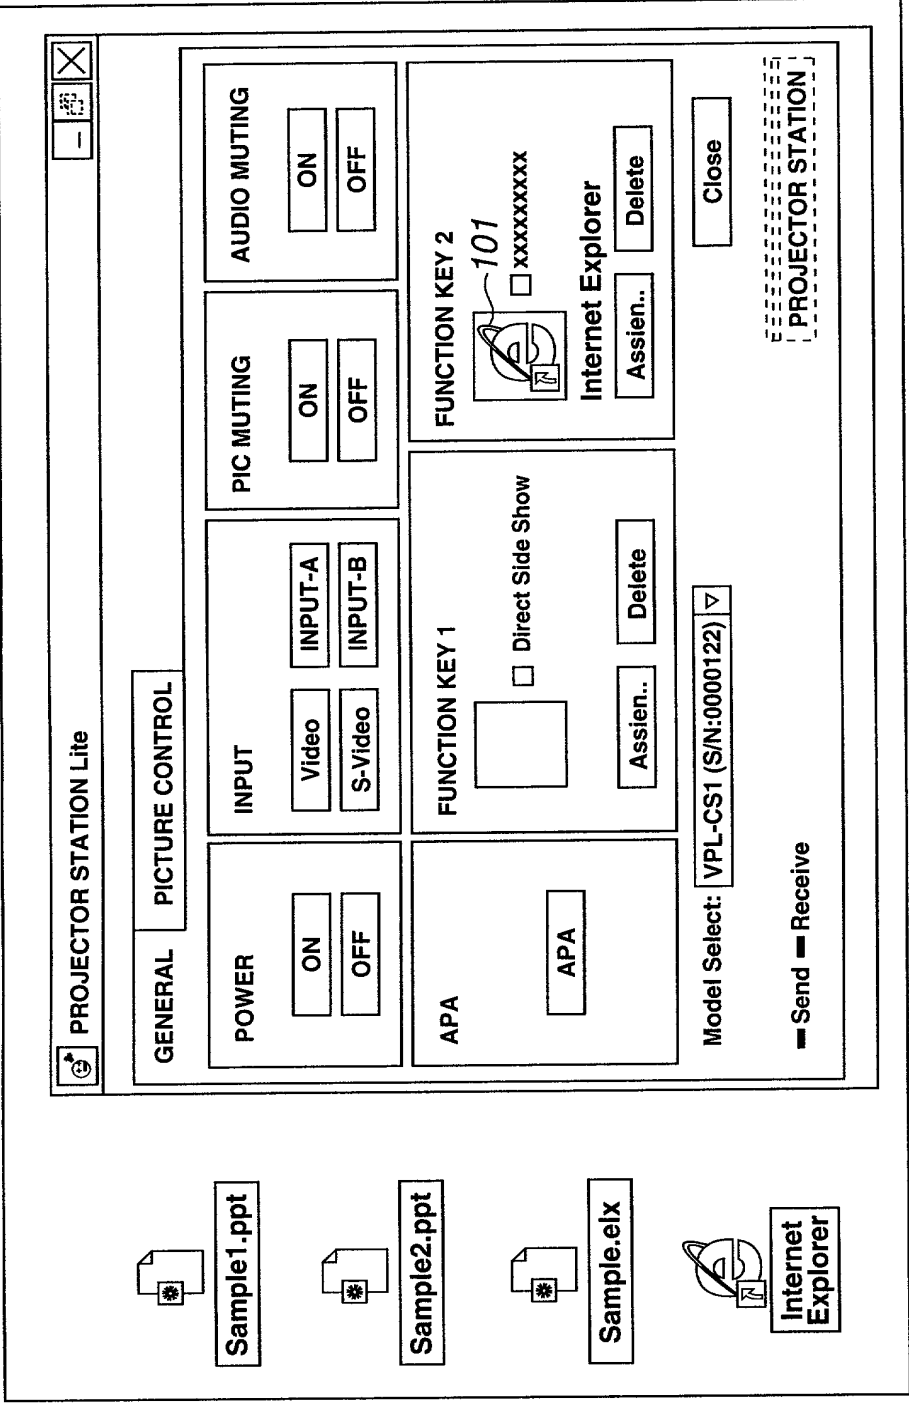 PROJECTOR STATION Lite
GENERAL
PICTURE CONTROL
POWER
ON
OFF
INPUT
Video
INPUT-A
S-Video
INPUT-B
PIC MUTING
ON
OFF
AUDIO MUTING
ON
OFF
APA
APA
FUNCTION KEY 1
Direct Side Show
Assien..
Delete
FUNCTION KEY 2
101
xxxxxxxxx
Internet Explorer
Assien..
Delete
Model Select:
VPL-CS1 (S/N:0000122)
Close
Send
Receive
PROJECTOR STATION
Sample1.ppt
Sample2.ppt
Sample.elx
Internet
Explorer